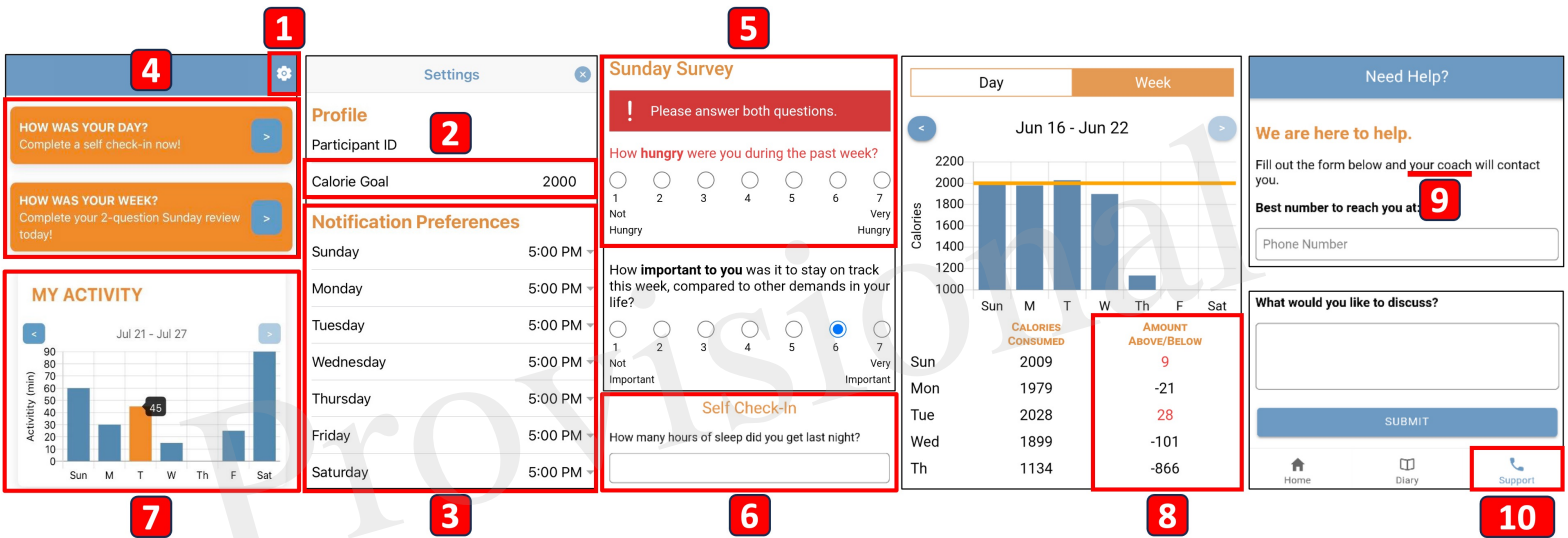 1
4
HOW WAS YOUR DAY?
Complete a self check-in now!
>
HOW WAS YOUR WEEK?
Complete your 2-question Sunday review
today!
>
MY ACTIVITY
<
Jul 21 - Jul 27
>
Activitity (min)
90
80
70
60
50
40
30
20
10
0
45
Sun M T W Th F Sat
7
Settings
Profile
2
Participant ID
Calorie Goal 2000
Notification Preferences
Sunday 5:00 PM
Monday 5:00 PM
Tuesday 5:00 PM
Wednesday 5:00 PM
Thursday 5:00 PM
Friday 5:00 PM
Saturday 5:00 PM
3
5
Sunday Survey
! Please answer both questions.
How hungry were you during the past week?
1 2 3 4 5 6 7
Not Very
Hungry Hungry
How important to you was it to stay on track
this week, compared to other demands in your
life?
1 2 3 4 5 6 7
Not Very
Important Important
Self Check-In
How many hours of sleep did you get last night?
6
Day Week
<
Jun 16 - Jun 22
>
Calories
2200
2000
1800
1600
1400
1200
1000
Sun M T W Th F Sat
CALORIES AMOUNT
CONSUMED ABOVE/BELOW
Sun 2009 9
Mon 1979 -21
Tue 2028 28
Wed 1899 -101
Th 1134 -866
8
Need Help?
We are here to help.
Fill out the form below and your coach will contact
you.
9
Best number to reach you at:
Phone Number
What would you like to discuss?
SUBMIT
Home Diary Support
10
Provisional